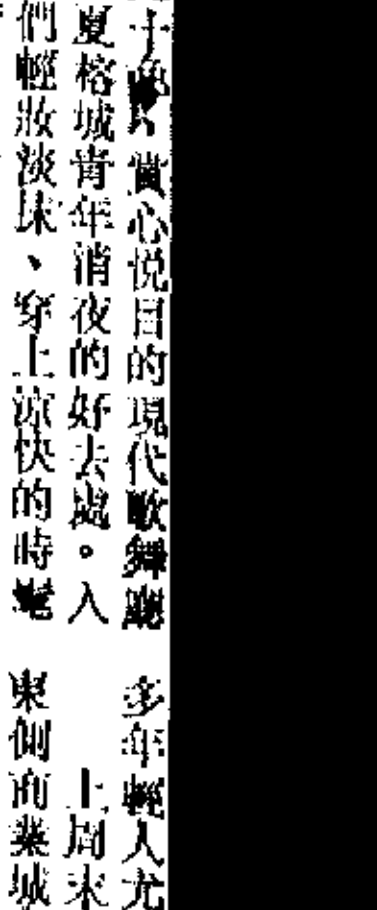 賞心悅目的現代歌舞廳
夏榕城青年消夜的好去處。入
們輕妝淡抹、穿上涼快的時髦
多年輕人尤
上周末
東側商業城